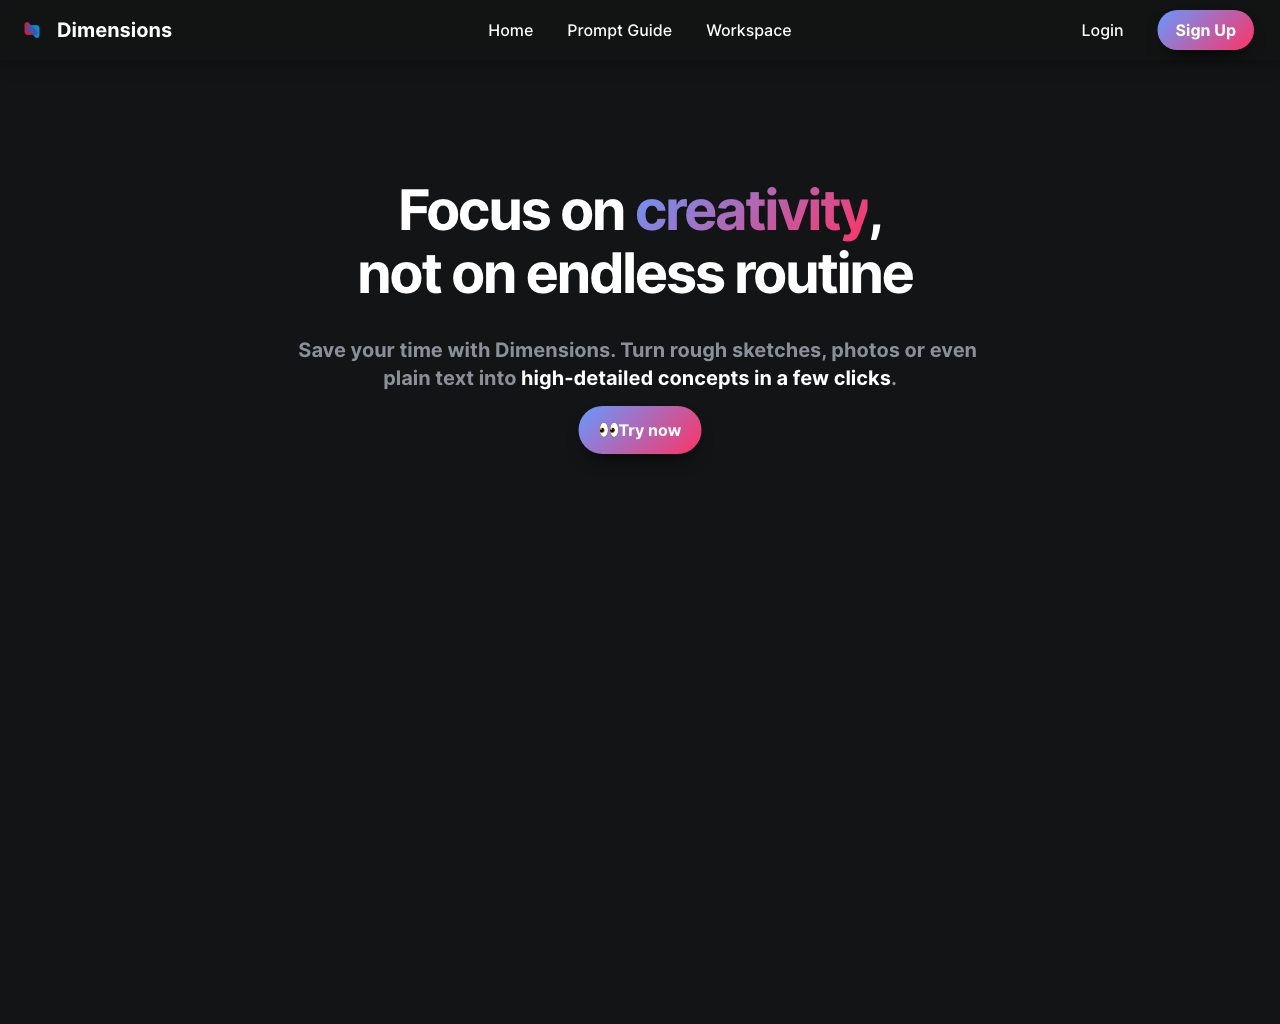 Dimensions
Home
Prompt Guide
Workspace
Login
Sign Up
Focus on creativity,
not on endless routine
Save your time with Dimensions. Turn rough sketches, photos or even
plain text into high-detailed concepts in a few clicks.
👀Try now